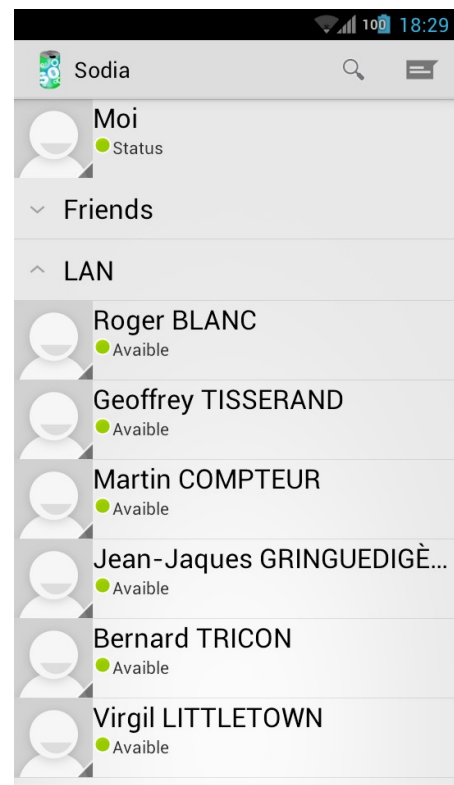 100 18:29
Sodia
Moi
Status
Friends
LAN
Roger BLANC
Avaible
Geoffrey TISSERAND
Avaible
Martin COMPTEUR
Avaible
Jean-Jaques GRINGUEDIGÈ...
Avaible
Bernard TRICON
Avaible
Virgil LITTLETOWN
Avaible